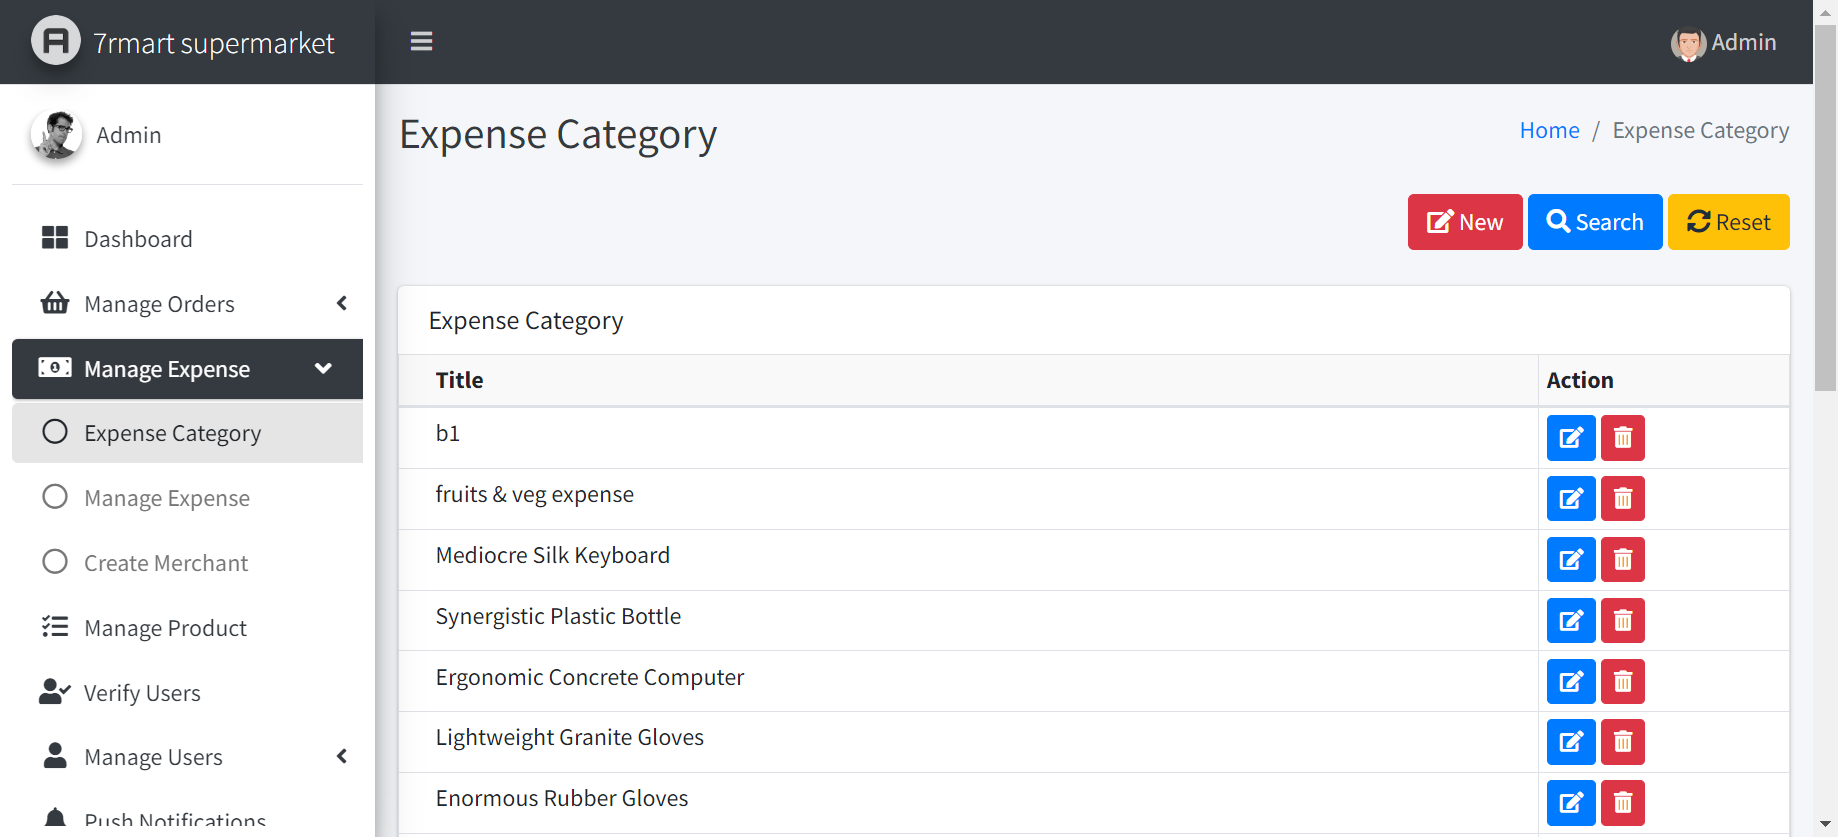 7rmart supermarket
Admin
Admin
Dashboard
Manage Orders
Manage Expense
Expense Category
Manage Expense
Create Merchant
Manage Product
Verify Users
Manage Users
Push Notifications
Expense Category
Home / Expense Category
New Search Reset
Expense Category
Title Action
b1
fruits & veg expense
Mediocre Silk Keyboard
Synergistic Plastic Bottle
Ergonomic Concrete Computer
Lightweight Granite Gloves
Enormous Rubber Gloves